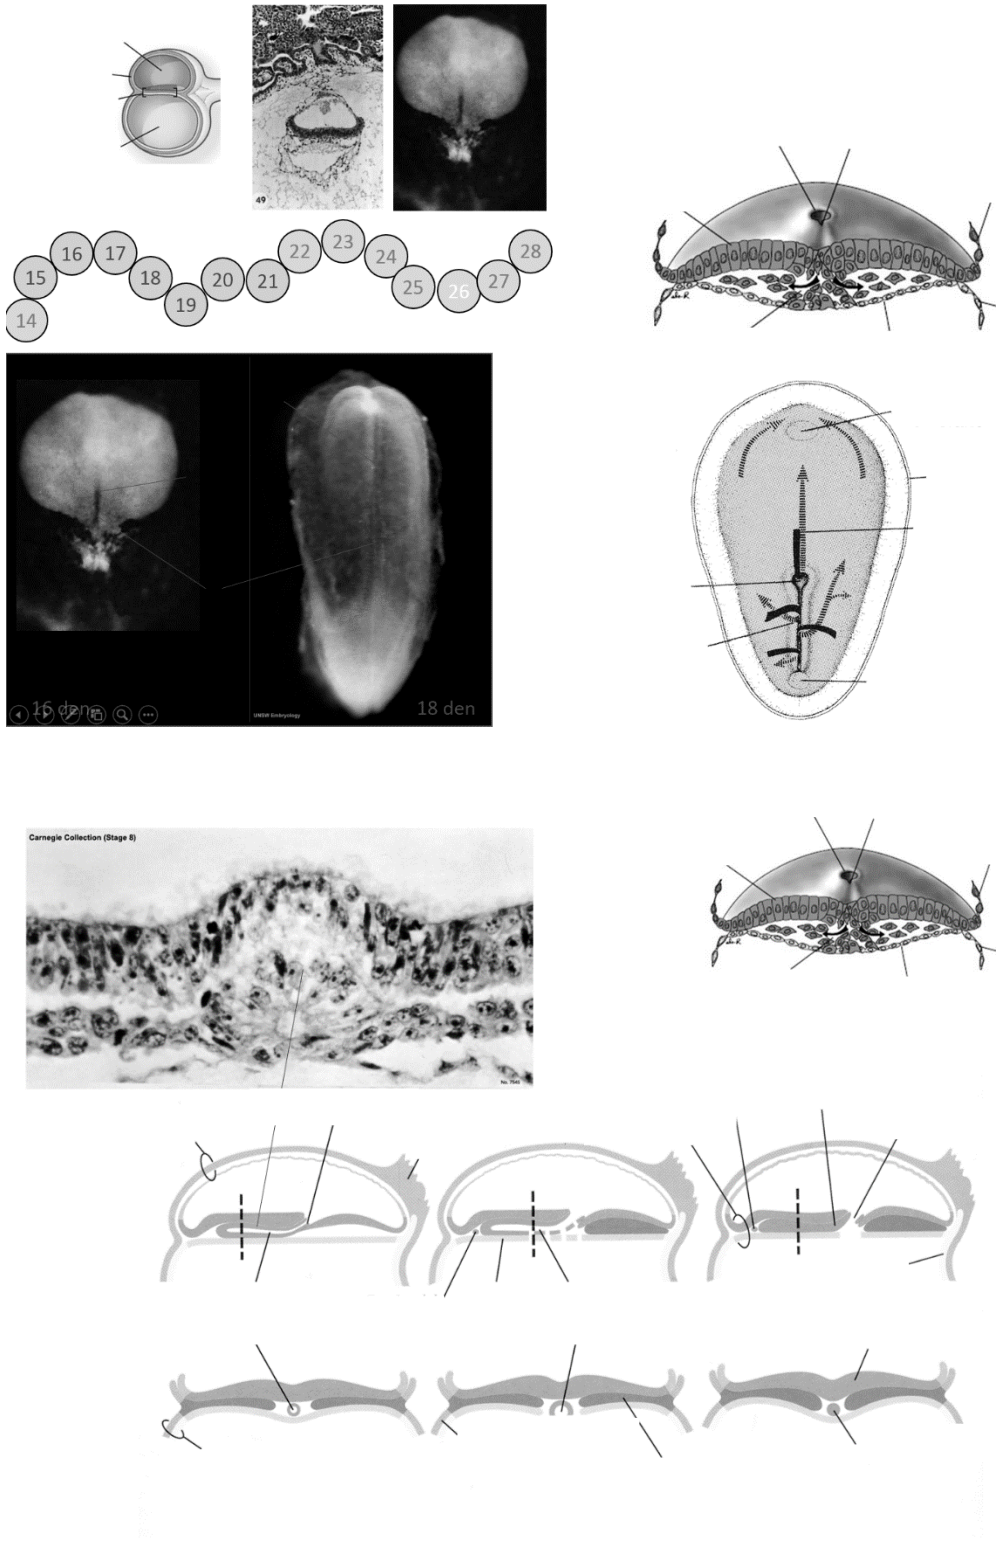 49
14 15 16 17 18 19 20 21 22 23 24 25 26 27 28
16 den
UNSW Embryology
18 den
Carnegie Collection (Stage 8)